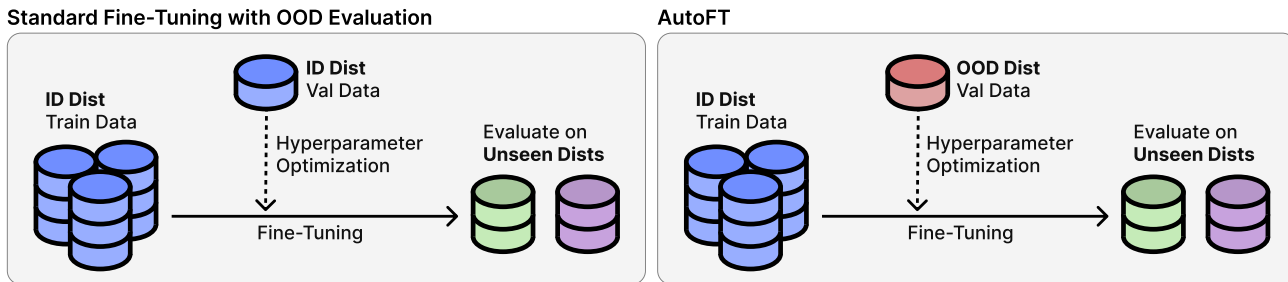 Standard Fine-Tuning with OOD Evaluation
ID Dist
Val Data
ID Dist
Train Data
Hyperparameter
Optimization
Evaluate on
Unseen Dists
Fine-Tuning
AutoFT
OOD Dist
Val Data
ID Dist
Train Data
Hyperparameter
Optimization
Evaluate on
Unseen Dists
Fine-Tuning